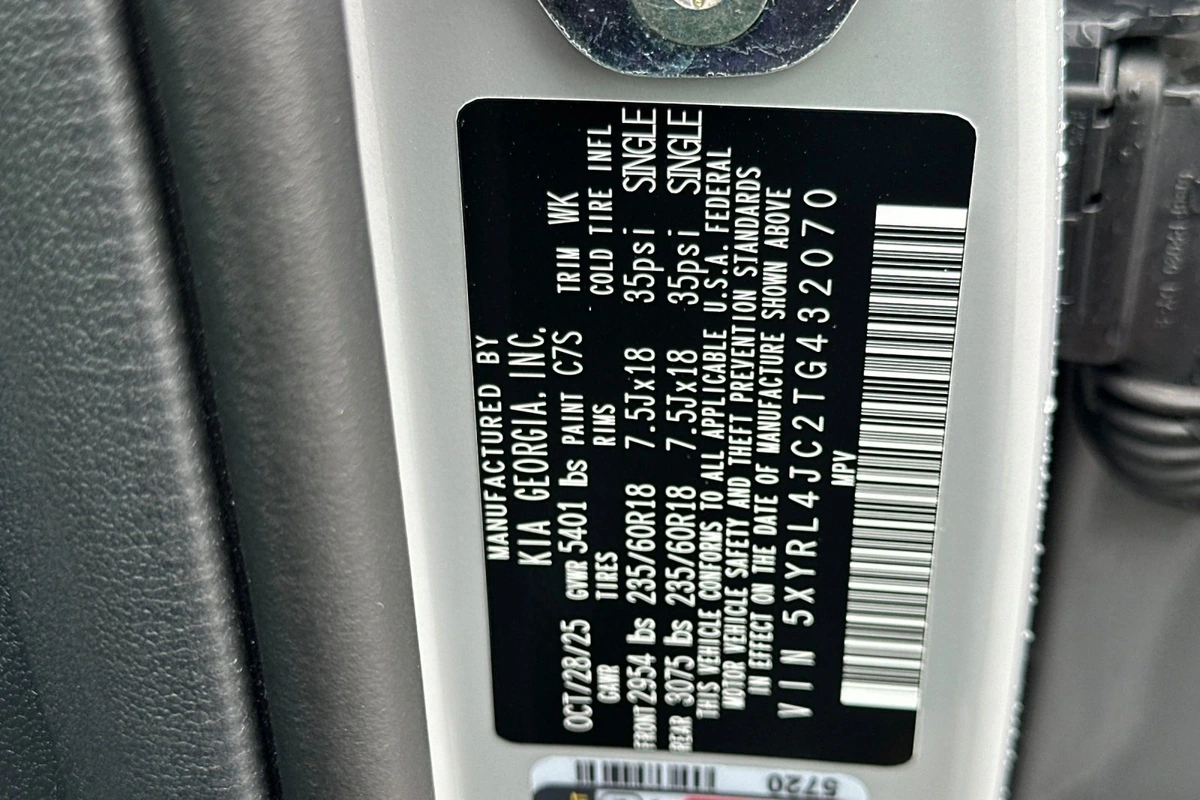 MANUFACTURED BY
KIA GEORGIA, INC.
OCT/28/25 GVWR 5401 lbs PAINT C7S TRIM WK
GAWR TIRES RIMS COLD TIRE INFL
FRONT 2954 lbs 235/60R18 7.5Jx18 35psi SINGLE
REAR 3075 lbs 235/60R18 7.5Jx18 35psi SINGLE
THIS VEHICLE CONFORMS TO ALL APPLICABLE U.S.A. FEDERAL
MOTOR VEHICLE SAFETY AND THEFT PREVENTION STANDARDS
IN EFFECT ON THE DATE OF MANUFACTURE SHOWN ABOVE
VIN 5XYRL4JC2TG432070
MPV
5720